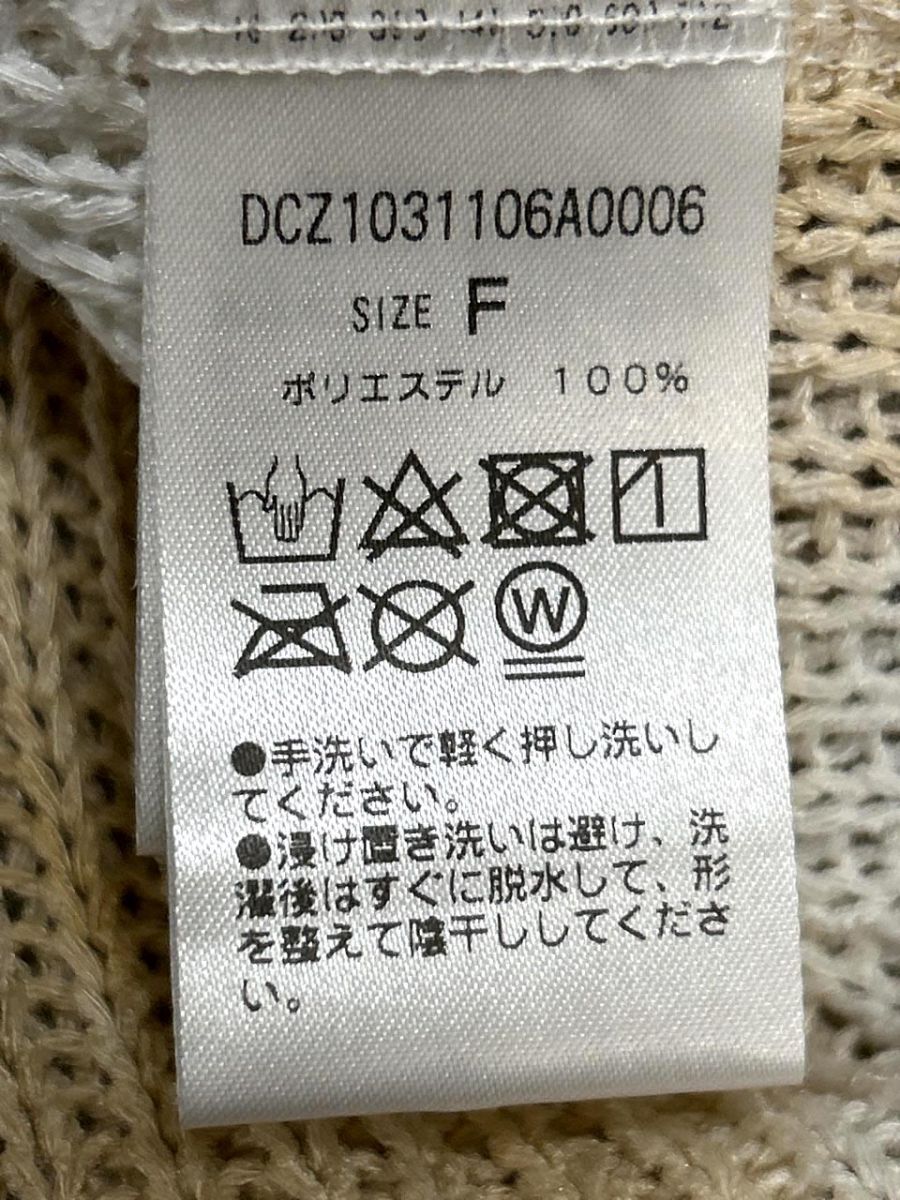 DCZ1031106A0006
SIZE F
ポリエステル 100%
W
●手洗いで軽く押し洗いし
てください。
●浸け置き洗いは避け、洗
濯後はすぐに脱水して、形
を整えて陰干ししてくださ
い。